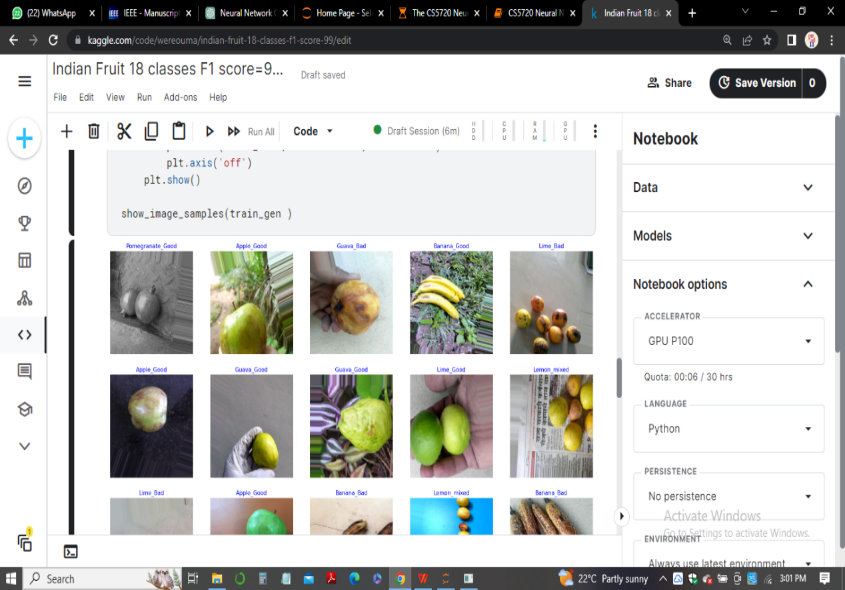 (22) WhatsApp
IEEE - Manuscrip
Neural Network
Home Page - Sel
The CS5720 Neu
CS5720 Neural N
Indian Fruit 18 cl
kaggle.com/code/wereouma/indian-fruit-18-classes-f1-score-99/edit
Indian Fruit 18 classes F1 score=9...
Draft saved
Share
Save Version
0
File Edit View Run Add-ons Help
Run All
Code
Draft Session (6m)
HDD
CPU
RAM
GPU
plt.axis('off')
plt.show()
show_image_samples(train_gen )
Pomegranate_Good Apple_Good Guava_Bad Banana_Good Lime_Bad
Apple_Good Guava_Good Guava_Good Lime_Good Lemon_mixed
Lime_Bad Apple_Good Banana_Bad Lemon_mixed Banana_Bad
Notebook
Data
Models
Notebook options
ACCELERATOR
GPU P100
Quota: 00:06 / 30 hrs
LANGUAGE
Python
PERSISTENCE
No persistence
Activate Windows
Go to Settings to activate Windows.
ENVIRONMENT
Always use latest environment
1
Search
22°C Partly sunny
3:01 PM